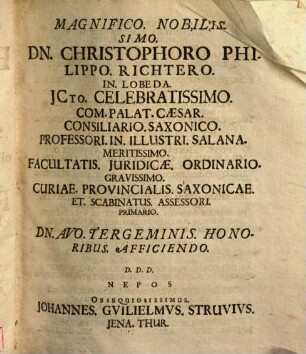 MAGNIFICO. NOBILIS-
SIMO.
DN. CHRISTOPHORO PHI-
LIPPO. RICHTERO.
IN. LOBEDA.
JCTO. CELEBRATISSIMO.
COM. PALAT. CÆSAR.
CONSILIARIO. SAXONICO.
PROFESSORI. IN. ILLUSTRI. SALANA.
MERITISSIMO.
FACULTATIS. JURIDICÆ. ORDINARIO.
GRAVISSIMO.
CURIAE. PROVINCIALIS. SAXONICAE.
ET. SCABINATUS. ASSESSORI.
PRIMARIO.
DN. AVO. TERGEMINIS. HONO-
RIBUS. AFFICIENDO.
D. D. D.
NEPOS
OBSEQUIOSISSIMUS.
JOHANNES. GVILIELMVS. STRUVIVS.
JENA. THUR.